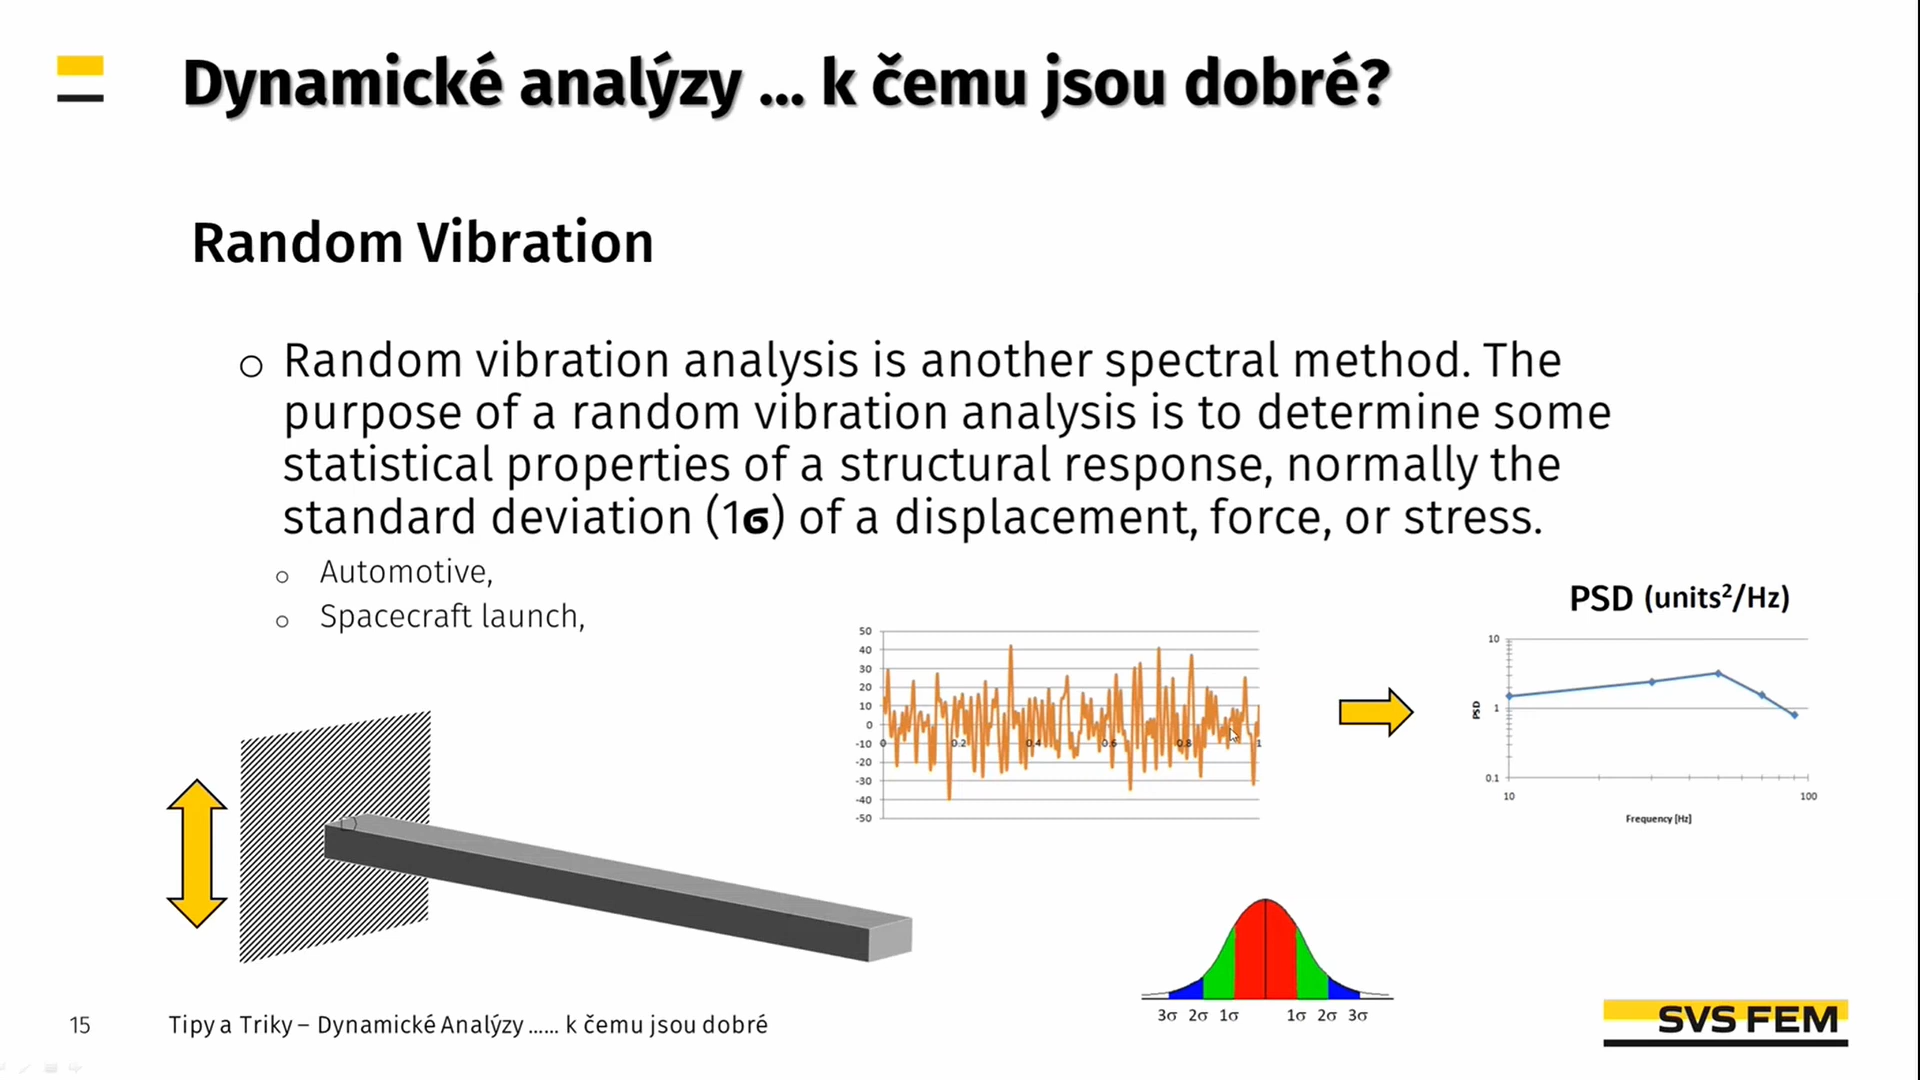 Dynamické analýzy ... k čemu jsou dobré?
Random Vibration
Random vibration analysis is another spectral method. The
purpose of a random vibration analysis is to determine some
statistical properties of a structural response, normally the
standard deviation (1σ) of a displacement, force, or stress.
Automotive,
Spacecraft launch,
50
40
30
20
10
0
-10
-20
-30
-40
-50
0 0.2 0.4 0.6 0.8 1
PSD (units²/Hz)
10
1
0.1
PSD
10 100
Frequency [Hz]
3σ 2σ 1σ 1σ 2σ 3σ
15
Tipy a Triky – Dynamické Analýzy ...... k čemu jsou dobré
SVS FEM